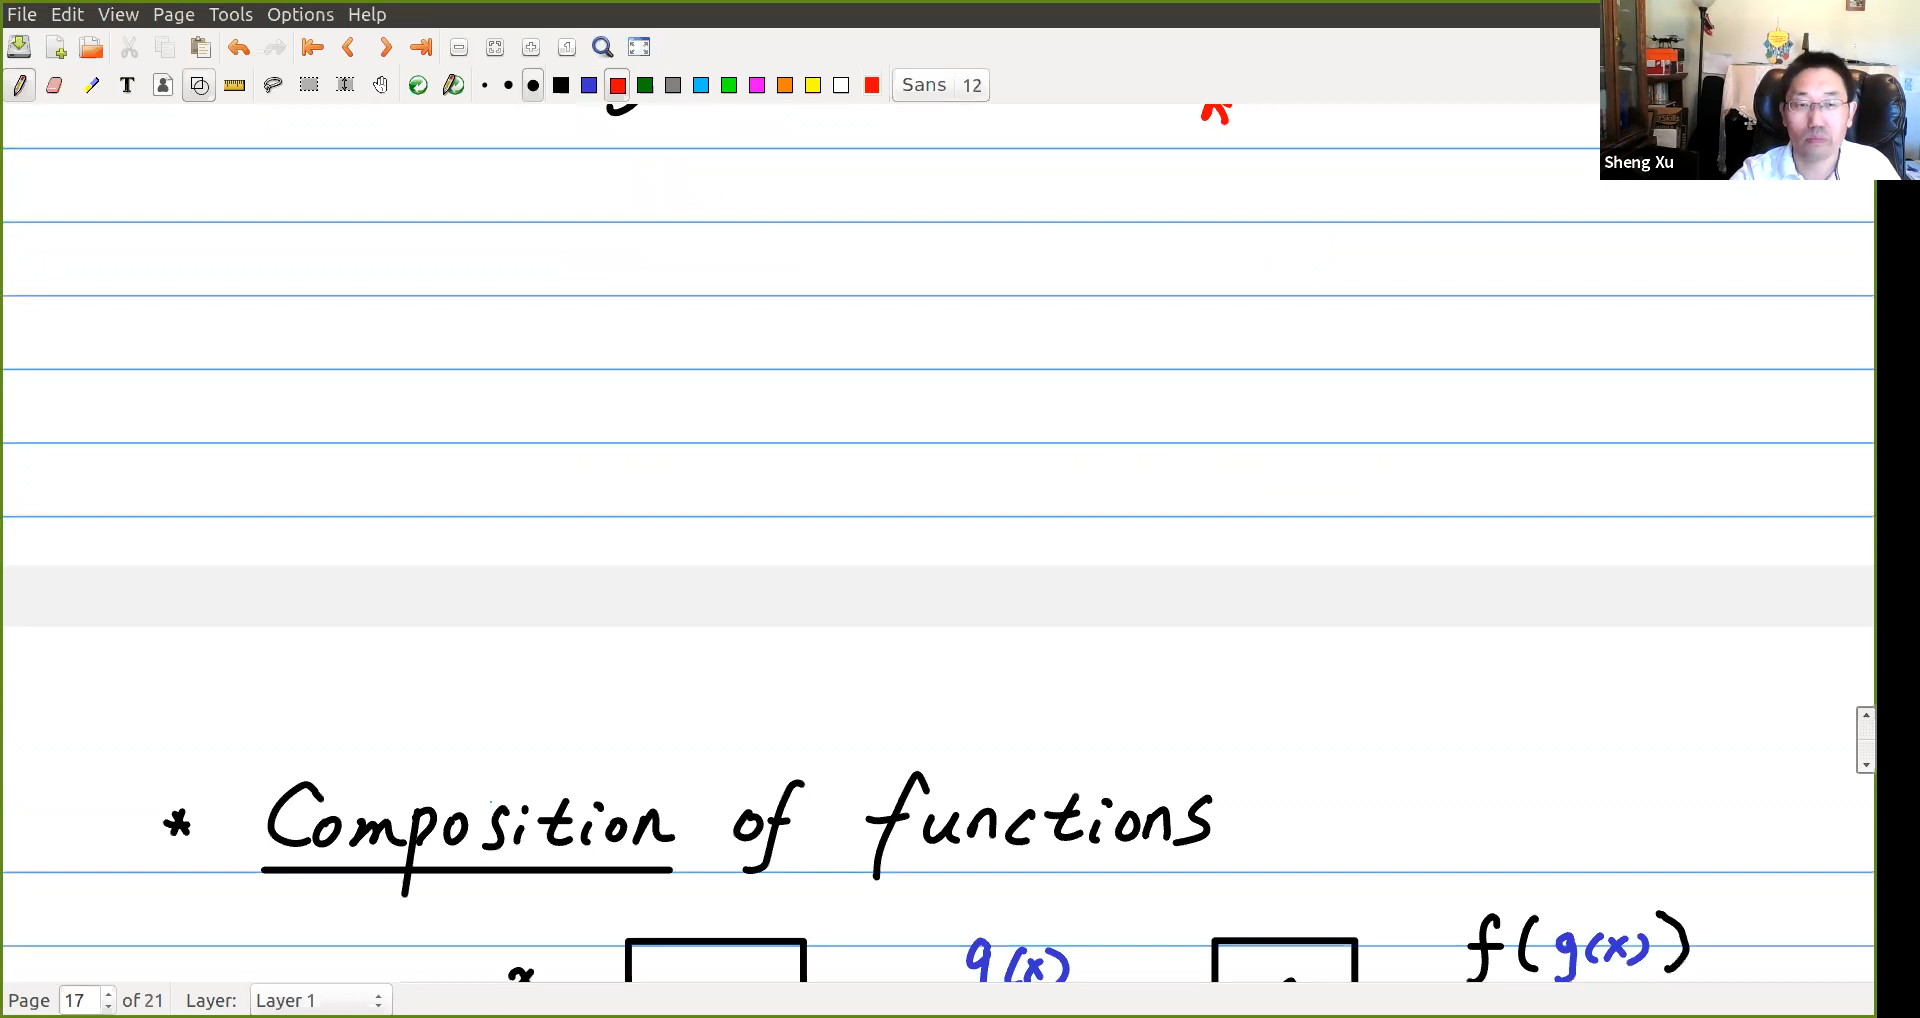 File Edit View Page Tools Options Help
Sans 12
Sheng Xu
* Composition of functions
x g(x) f(g(x))
Page 17 of 21 Layer: Layer 1